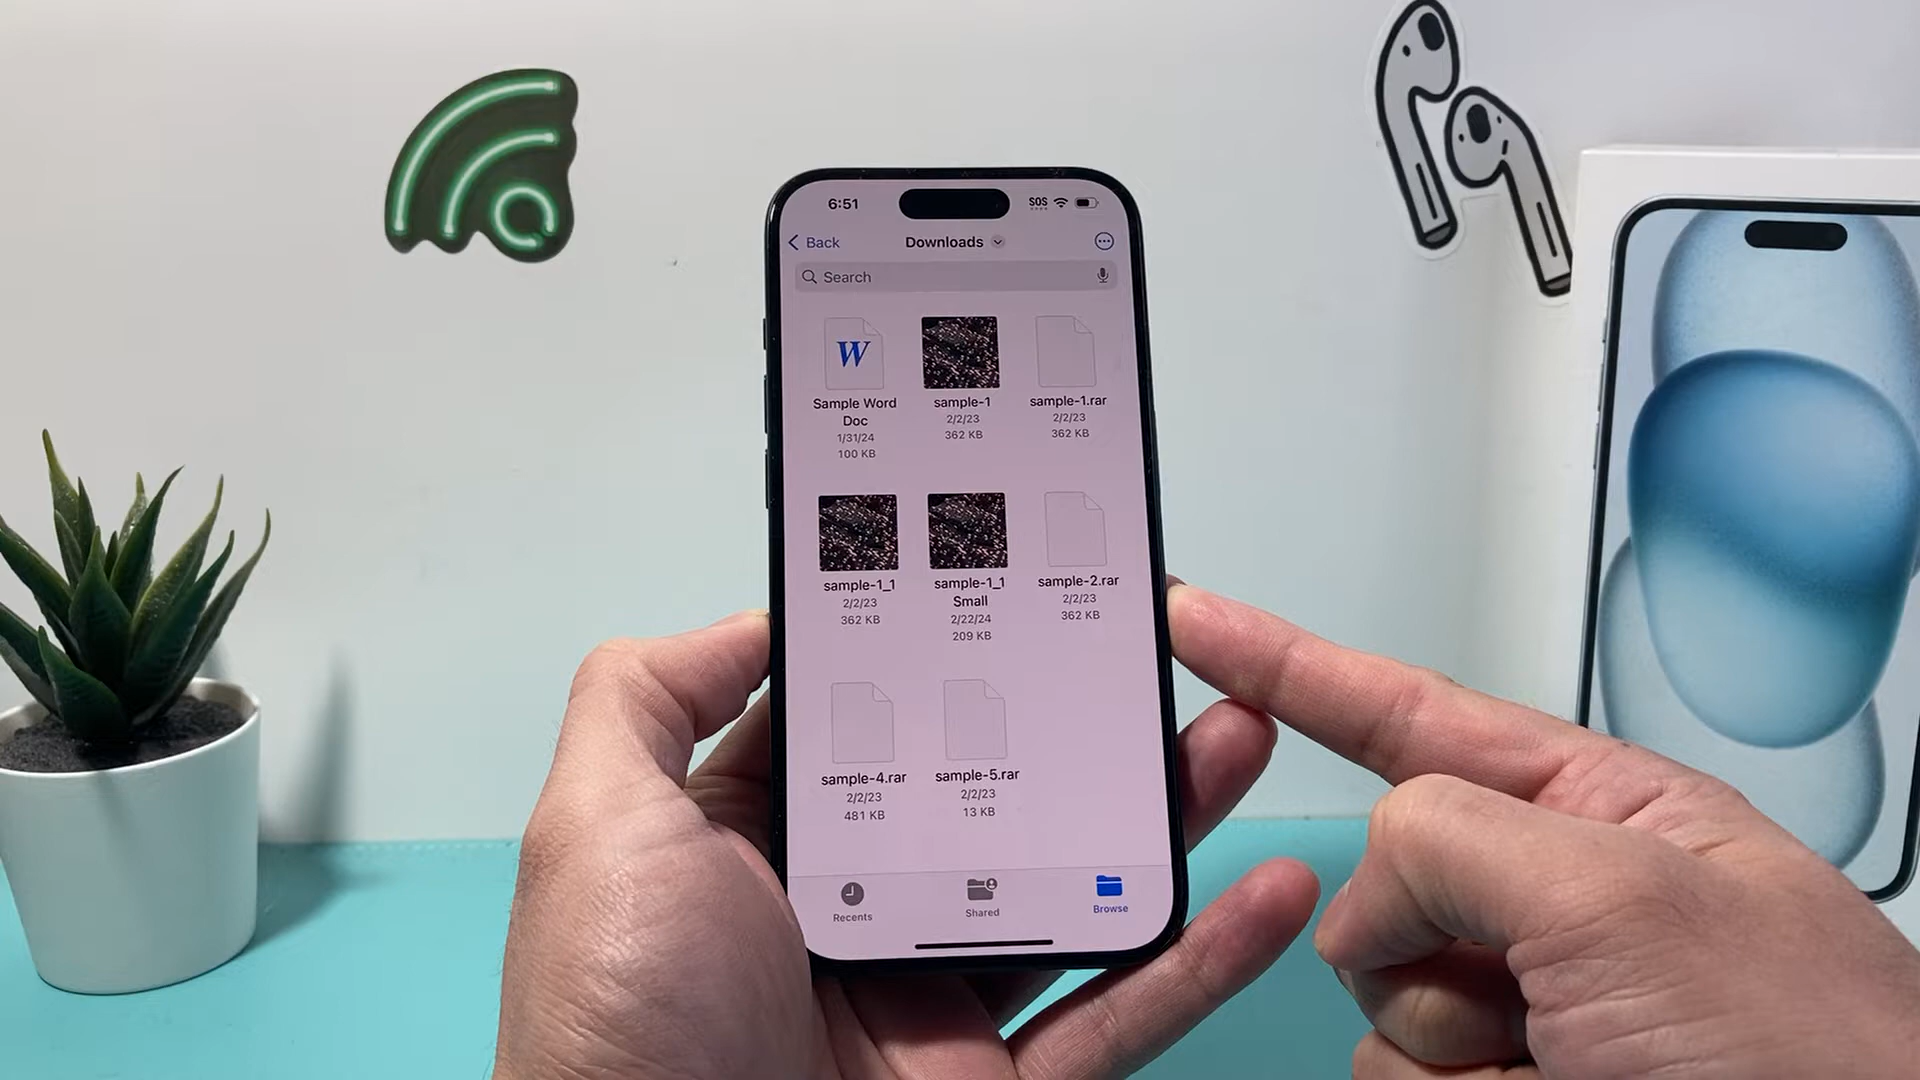 6:51
SOS
Back
Downloads
Search
W
Sample Word
Doc
1/31/24
100 KB
sample-1
2/2/23
362 KB
sample-1.rar
2/2/23
362 KB
sample-1_1
2/2/23
362 KB
sample-1_1
Small
2/22/24
209 KB
sample-2.rar
2/2/23
362 KB
sample-4.rar
2/2/23
481 KB
sample-5.rar
2/2/23
13 KB
Recents
Shared
Browse